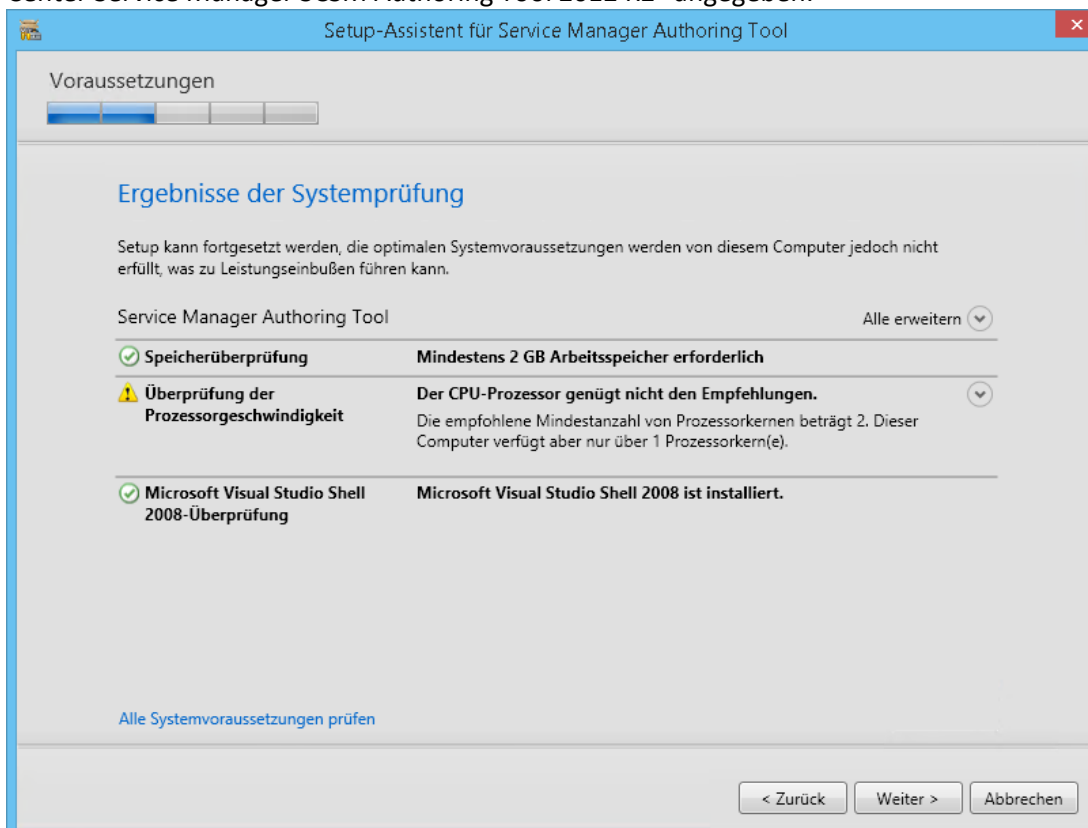 Setup-Assistent für Service Manager Authoring Tool
Voraussetzungen
Ergebnisse der Systemprüfung
Setup kann fortgesetzt werden, die optimalen Systemvoraussetzungen werden von diesem Computer jedoch nicht
erfüllt, was zu Leistungseinbußen führen kann.
Service Manager Authoring Tool
Alle erweitern
Speicherüberprüfung
Mindestens 2 GB Arbeitsspeicher erforderlich
Überprüfung der
Prozessorgeschwindigkeit
Der CPU-Prozessor genügt nicht den Empfehlungen.
Die empfohlene Mindestanzahl von Prozessorkernen beträgt 2. Dieser
Computer verfügt aber nur über 1 Prozessorkern(e).
Microsoft Visual Studio Shell
2008-Überprüfung
Microsoft Visual Studio Shell 2008 ist installiert.
Alle Systemvoraussetzungen prüfen
< Zurück
Weiter >
Abbrechen